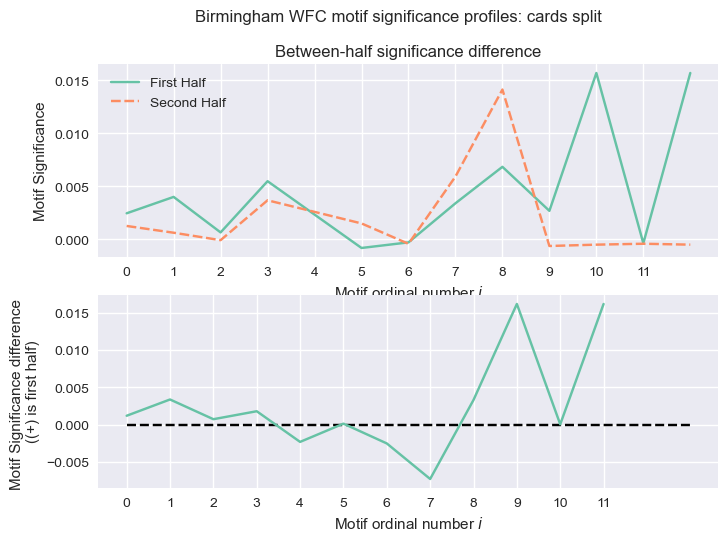 Birmingham WFC motif significance profiles: cards split
Between-half significance difference
First Half
Second Half
Motif Significance
0.015
0.010
0.005
0.000
0 1 2 3 4 5 6 7 8 9 10 11
Motif ordinal number i
Motif Significance difference
((+) is first half)
0.015
0.010
0.005
0.000
−0.005
0 1 2 3 4 5 6 7 8 9 10 11
Motif ordinal number i